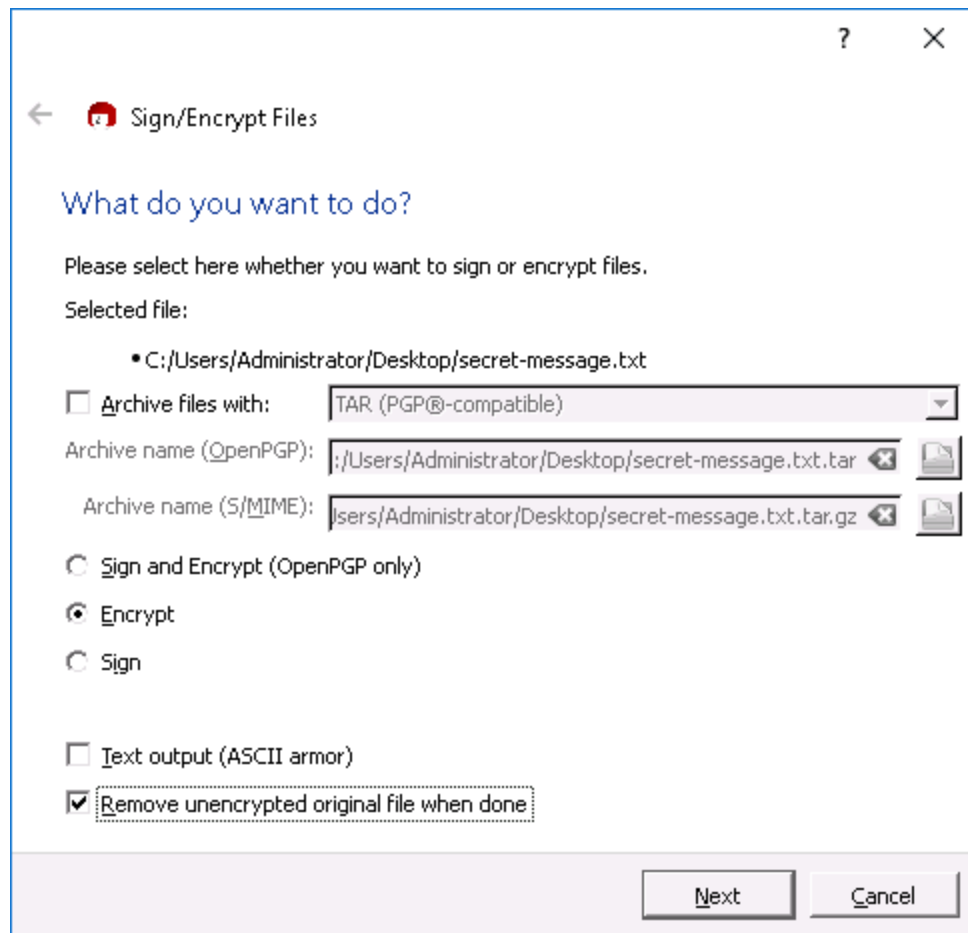 ?
Sign/Encrypt Files
What do you want to do?
Please select here whether you want to sign or encrypt files.
Selected file:
• C:/Users/Administrator/Desktop/secret-message.txt
Archive files with: TAR (PGP®-compatible)
Archive name (OpenPGP): :/Users/Administrator/Desktop/secret-message.txt.tar
Archive name (S/MIME): Jsers/Administrator/Desktop/secret-message.txt.tar.gz
Sign and Encrypt (OpenPGP only)
Encrypt
Sign
Text output (ASCII armor)
Remove unencrypted original file when done
Next Cancel